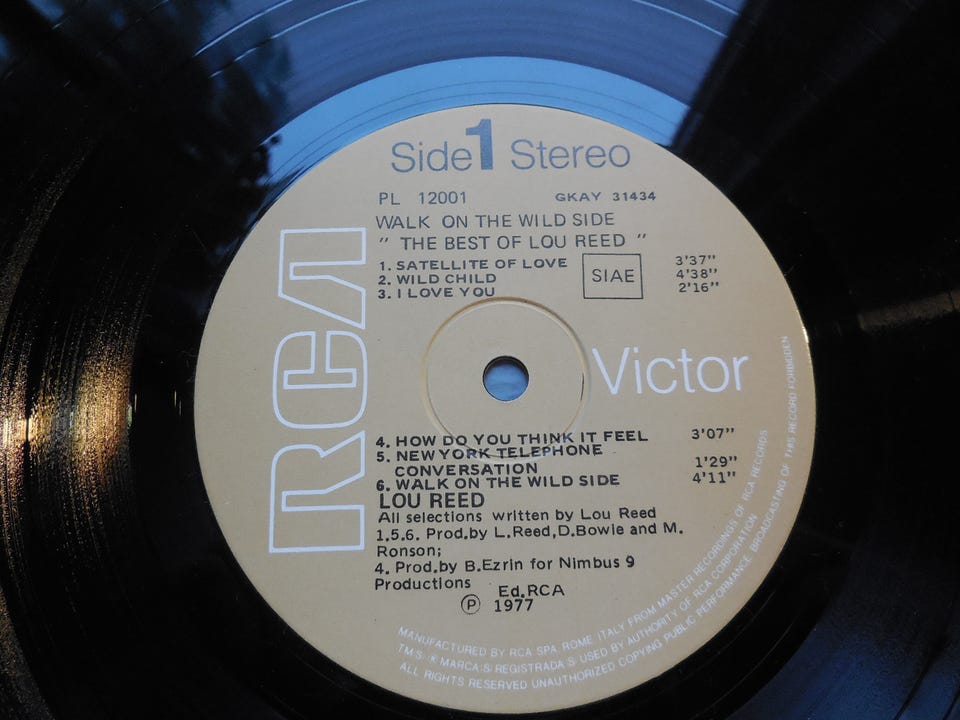 Side 1 Stereo
PL 12001 GKAY 31434
WALK ON THE WILD SIDE
" THE BEST OF LOU REED "
1. SATELLITE OF LOVE 3'37"
2. WILD CHILD 4'38"
3. I LOVE YOU 2'16"
SIAE
RCA
Victor
4. HOW DO YOU THINK IT FEEL 3'07"
5. NEW YORK TELEPHONE
CONVERSATION 1'29"
6. WALK ON THE WILD SIDE 4'11"
LOU REED
All selections written by Lou Reed
1.5.6. Prod.by L.Reed,D.Bowie and M.
Ronson;
4. Prod.by B.Ezrin for Nimbus 9
Productions
Ed.RCA
℗ 1977
MANUFACTURED BY RCA SPA, ROME, ITALY FROM MASTER RECORDINGS OF RCA RECORDS
TM S ® MARCA S REGISTRADA S USED BY AUTHORITY OF RCA CORPORATION
ALL RIGHTS RESERVED UNAUTHORIZED COPYING PUBLIC PERFORMANCE BROADCASTING OF THIS RECORD FORBIDDEN